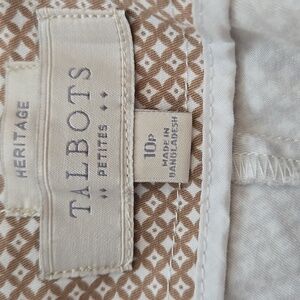 HERITAGE
TALBOTS
PETITES
10P
MADE IN
BANGLADESH